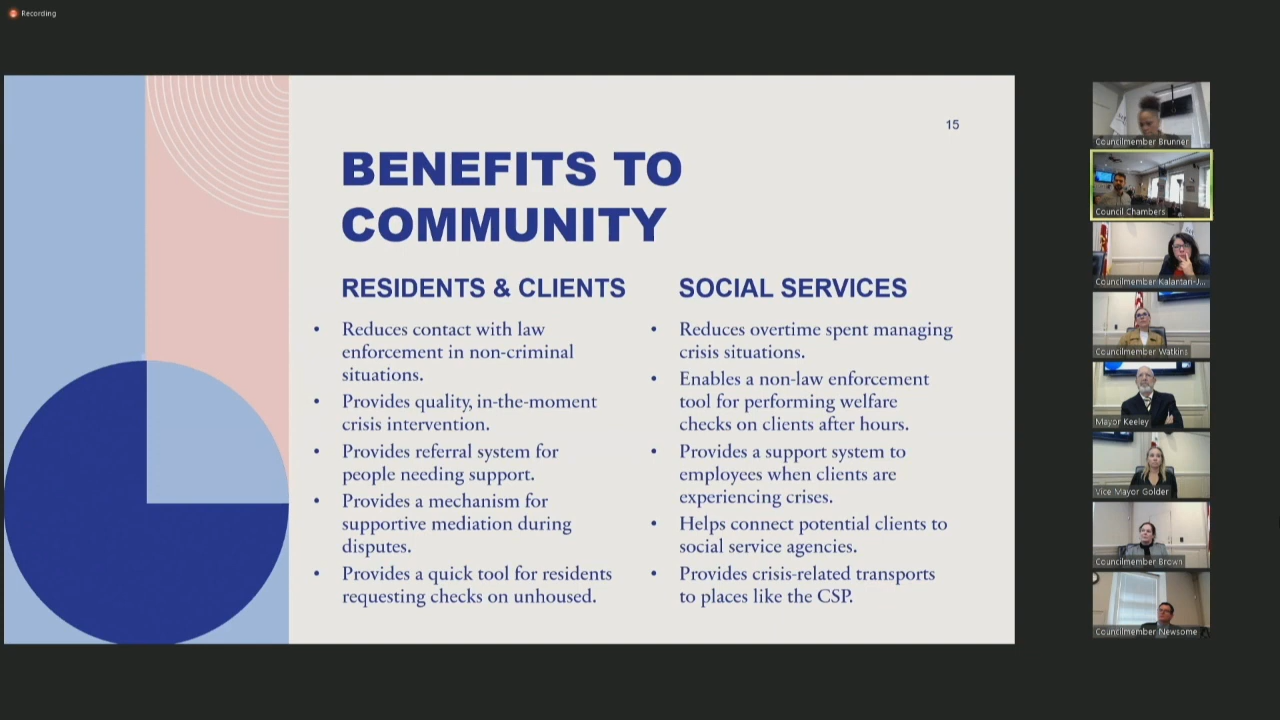 Recording
15
BENEFITS TO
COMMUNITY
RESIDENTS & CLIENTS
• Reduces contact with law
enforcement in non-criminal
situations.
• Provides quality, in-the-moment
crisis intervention.
• Provides referral system for
people needing support.
• Provides a mechanism for
supportive mediation during
disputes.
• Provides a quick tool for residents
requesting checks on unhoused.
SOCIAL SERVICES
• Reduces overtime spent managing
crisis situations.
• Enables a non-law enforcement
tool for performing welfare
checks on clients after hours.
• Provides a support system to
employees when clients are
experiencing crises.
• Helps connect potential clients to
social service agencies.
• Provides crisis-related transports
to places like the CSP.
Councilmember Brunner
Council Chambers
Councilmember Kalantari-J...
Councilmember Watkins
Mayor Keeley
Vice Mayor Golder
Councilmember Brown
Councilmember Newsome